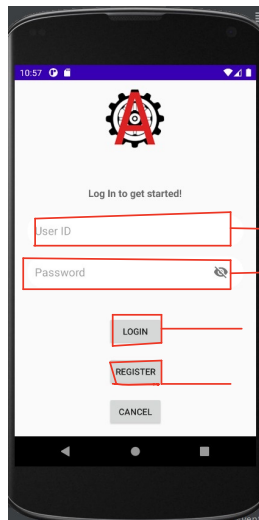 10:57
A
Log In to get started!
User ID
Password
LOGIN
REGISTER
CANCEL